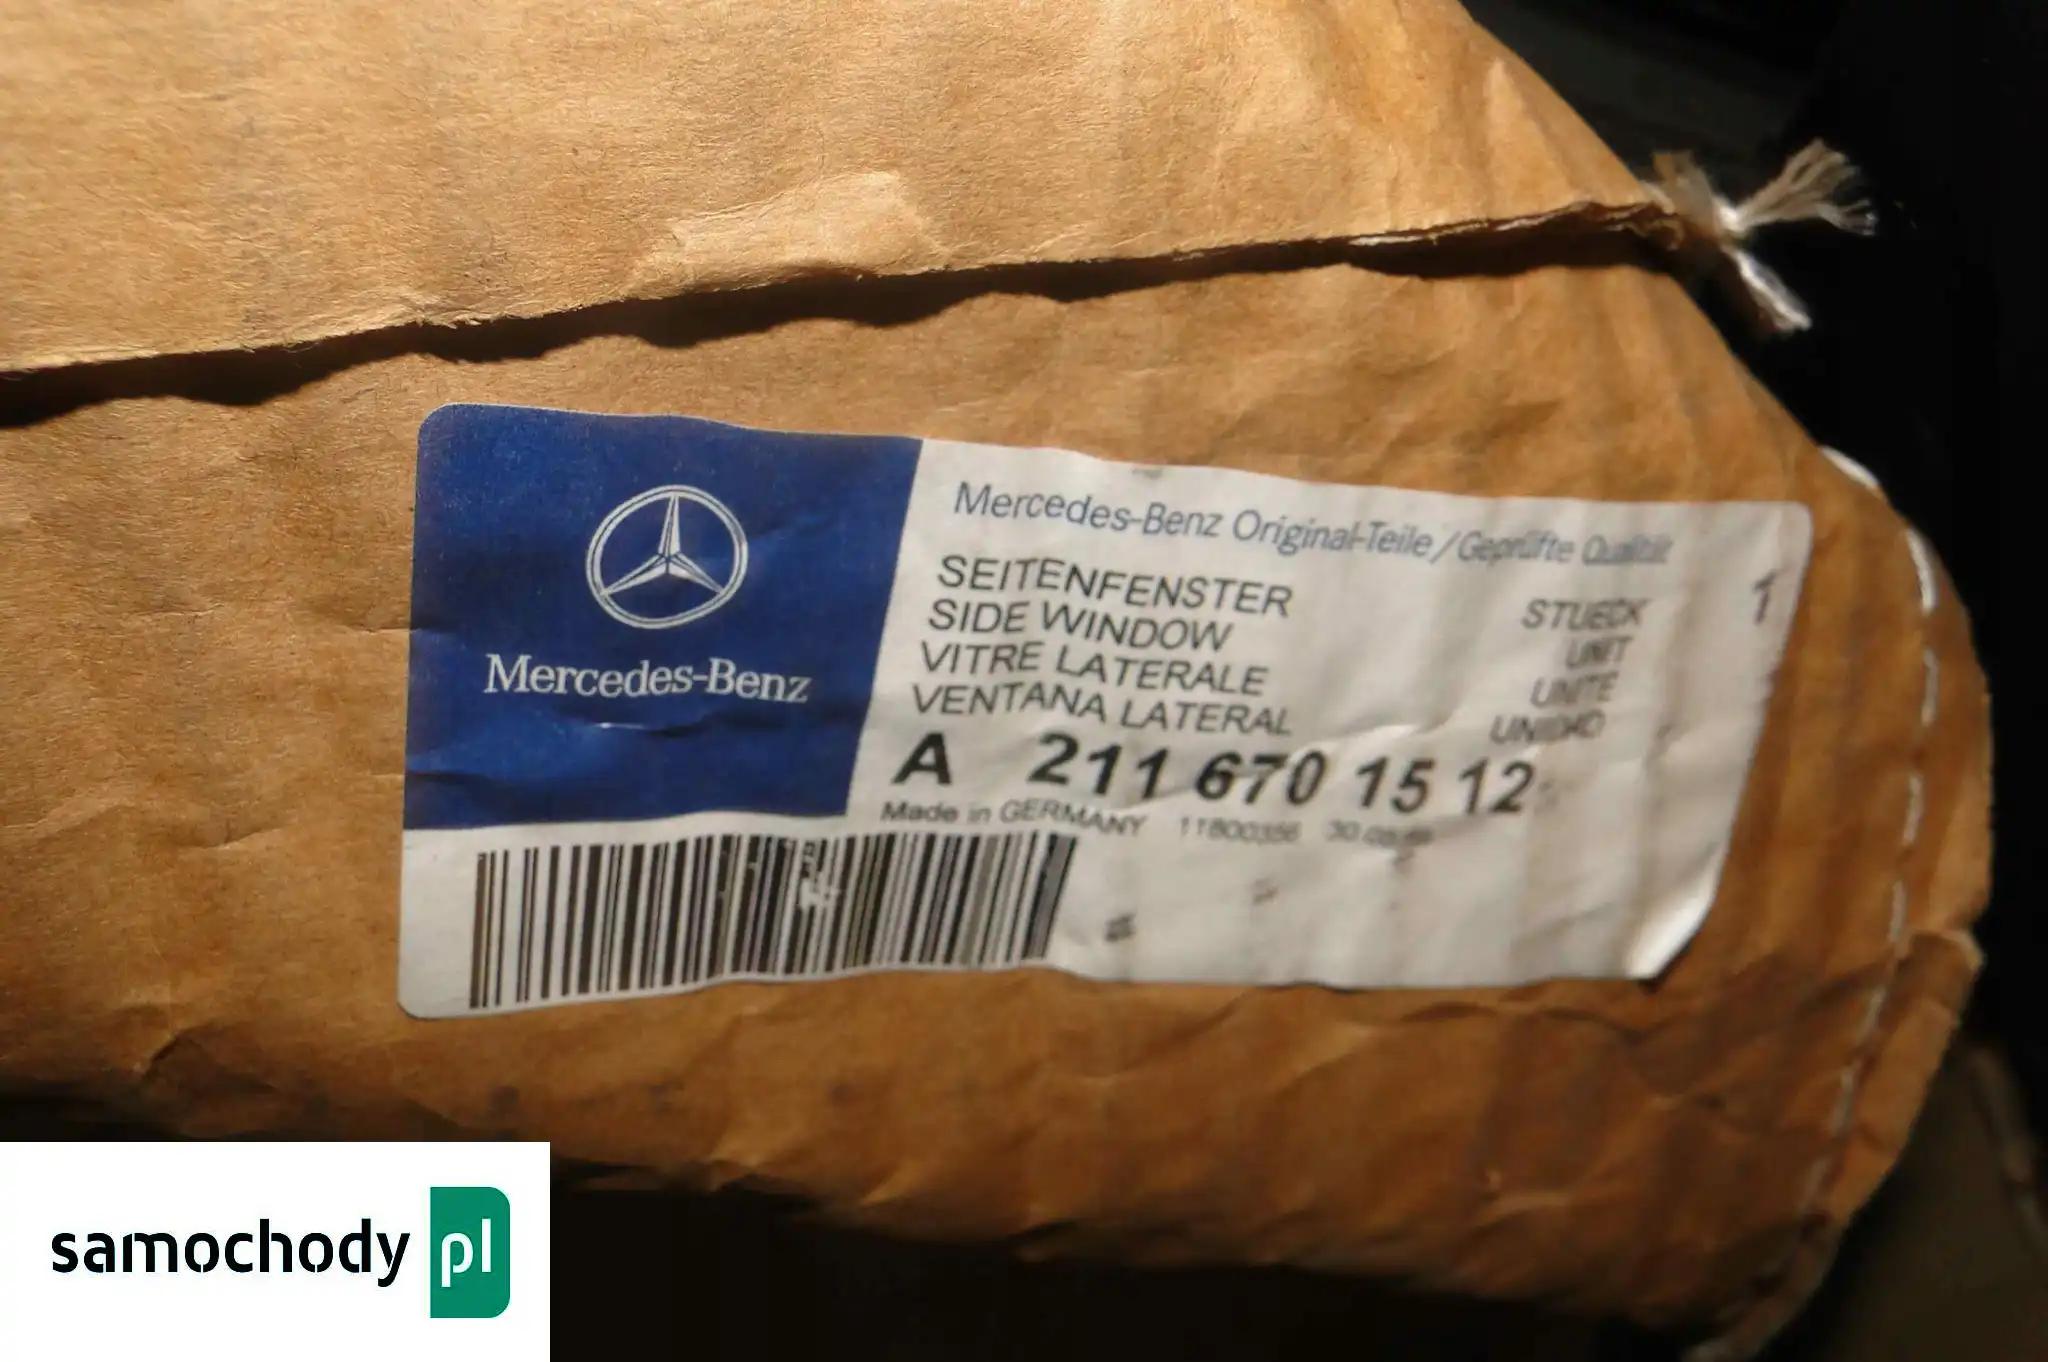 Mercedes-Benz
Mercedes-Benz Original-Teile/Geprüfte Qualität
SEITENFENSTER STUECK 1
SIDE WINDOW UNIT
VITRE LATERALE UNITE
VENTANA LATERAL UNIDAD
A 211 670 15 12
Made in GERMANY 11800356
samochody pl